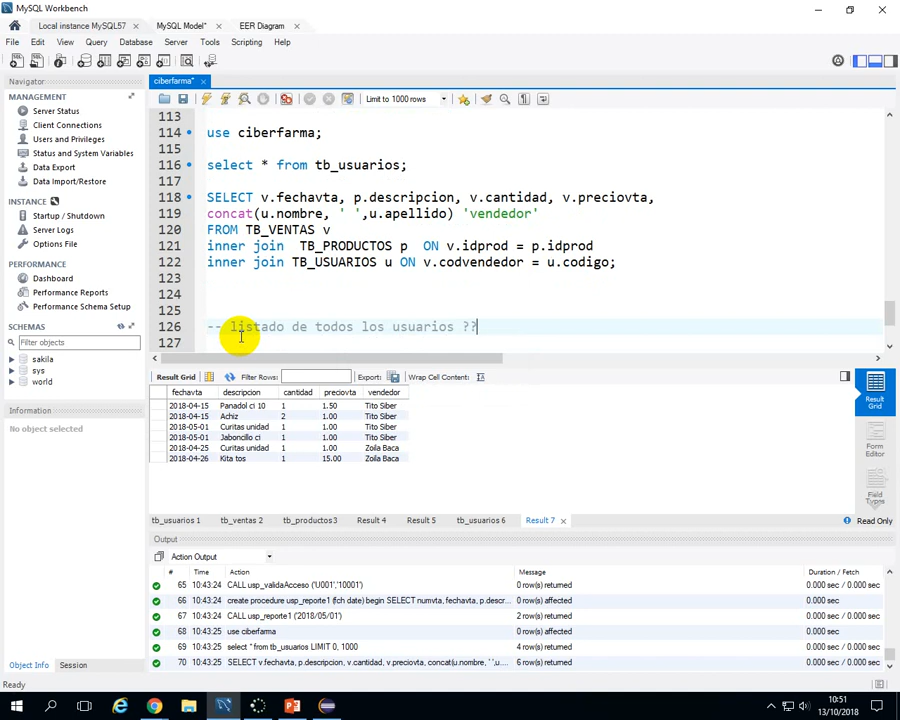 MySQL Workbench
Local instance MySQL57 MySQL Model* EER Diagram
File Edit View Query Database Server Tools Scripting Help
Navigator
MANAGEMENT
Server Status
Client Connections
Users and Privileges
Status and System Variables
Data Export
Data Import/Restore
INSTANCE
Startup / Shutdown
Server Logs
Options File
PERFORMANCE
Dashboard
Performance Reports
Performance Schema Setup
SCHEMAS
Filter objects
sakila
sys
world
Information
No object selected
Object Info Session
ciberfarma*
Limit to 1000 rows
113
114 use ciberfarma;
115
116 select * from tb_usuarios;
117
118 SELECT v.fechavta, p.descripcion, v.cantidad, v.preciovta,
119 concat(u.nombre, ' ',u.apellido) 'vendedor'
120 FROM TB_VENTAS v
121 inner join TB_PRODUCTOS p ON v.idprod = p.idprod
122 inner join TB_USUARIOS u ON v.codvendedor = u.codigo;
123
124
125
126 -- listado de todos los usuarios ??
127
Result Grid Filter Rows: Export: Wrap Cell Content:
fechavta descripcion cantidad preciovta vendedor
2018-04-15 Panadol ci 10 1 1.50 Tito Siber
2018-04-15 Achiz 2 1.00 Tito Siber
2018-05-01 Curitas unidad 1 1.00 Tito Siber
2018-05-01 Jaboncillo ci 1 1.00 Tito Siber
2018-04-25 Curitas unidad 1 1.00 Zoila Baca
2018-04-26 Kita tos 1 15.00 Zoila Baca
Result
Grid
Form
Editor
Field
Types
tb_usuarios 1 tb_ventas 2 tb_productos 3 Result 4 Result 5 tb_usuarios 6 Result 7 Read Only
Output
Action Output
# Time Action Message Duration / Fetch
65 10:43:24 CALL usp_validaAcceso ('U001','10001') 0 row(s) returned 0.000 sec / 0.000 sec
66 10:43:24 create procedure usp_reporte1 (fch date) begin SELECT numvta, fechavta, p.descr... 0 row(s) affected 0.000 sec
67 10:43:24 CALL usp_reporte1 ('2018/05/01') 2 row(s) returned 0.000 sec / 0.000 sec
68 10:43:25 use ciberfarma 0 row(s) affected 0.000 sec
69 10:43:25 select * from tb_usuarios LIMIT 0, 1000 4 row(s) returned 0.000 sec / 0.000 sec
70 10:43:25 SELECT v.fechavta, p.descripcion, v.cantidad, v.preciovta, concat(u.nombre, ' ',u.... 6 row(s) returned 0.000 sec / 0.000 sec
Ready
10:51
13/10/2018